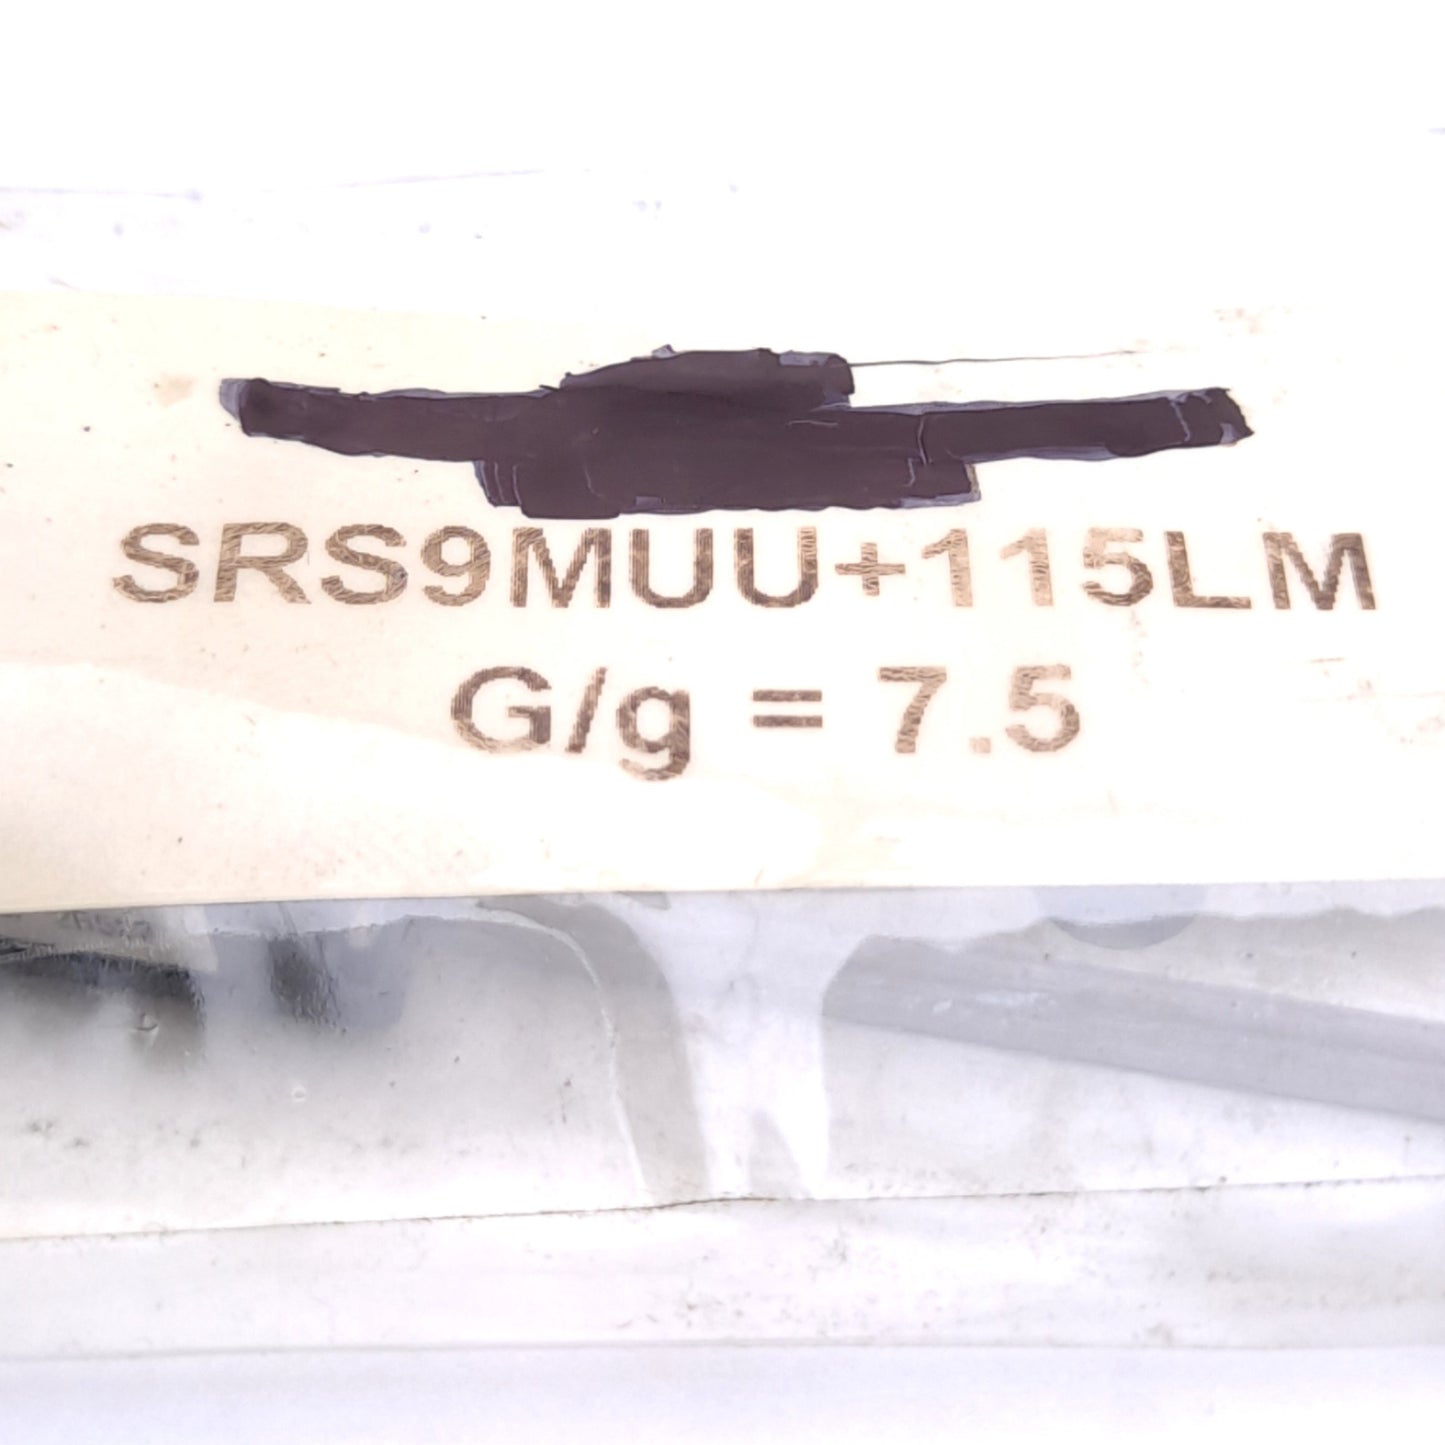 SRS9MUU+115LM
G/g = 7.5